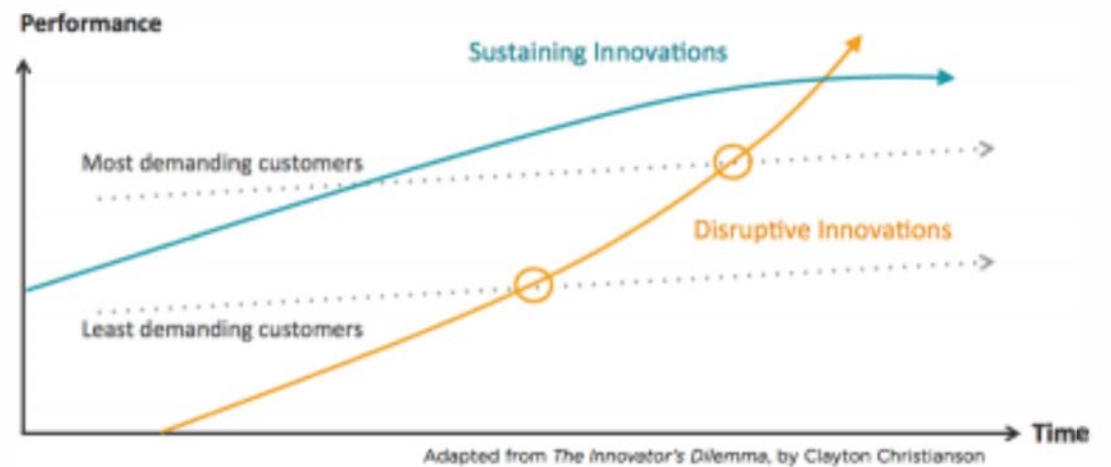 Performance
Sustaining Innovations
Most demanding customers
Disruptive Innovations
Least demanding customers
Time
Adapted from The Innovator's Dilemma, by Clayton Christianson